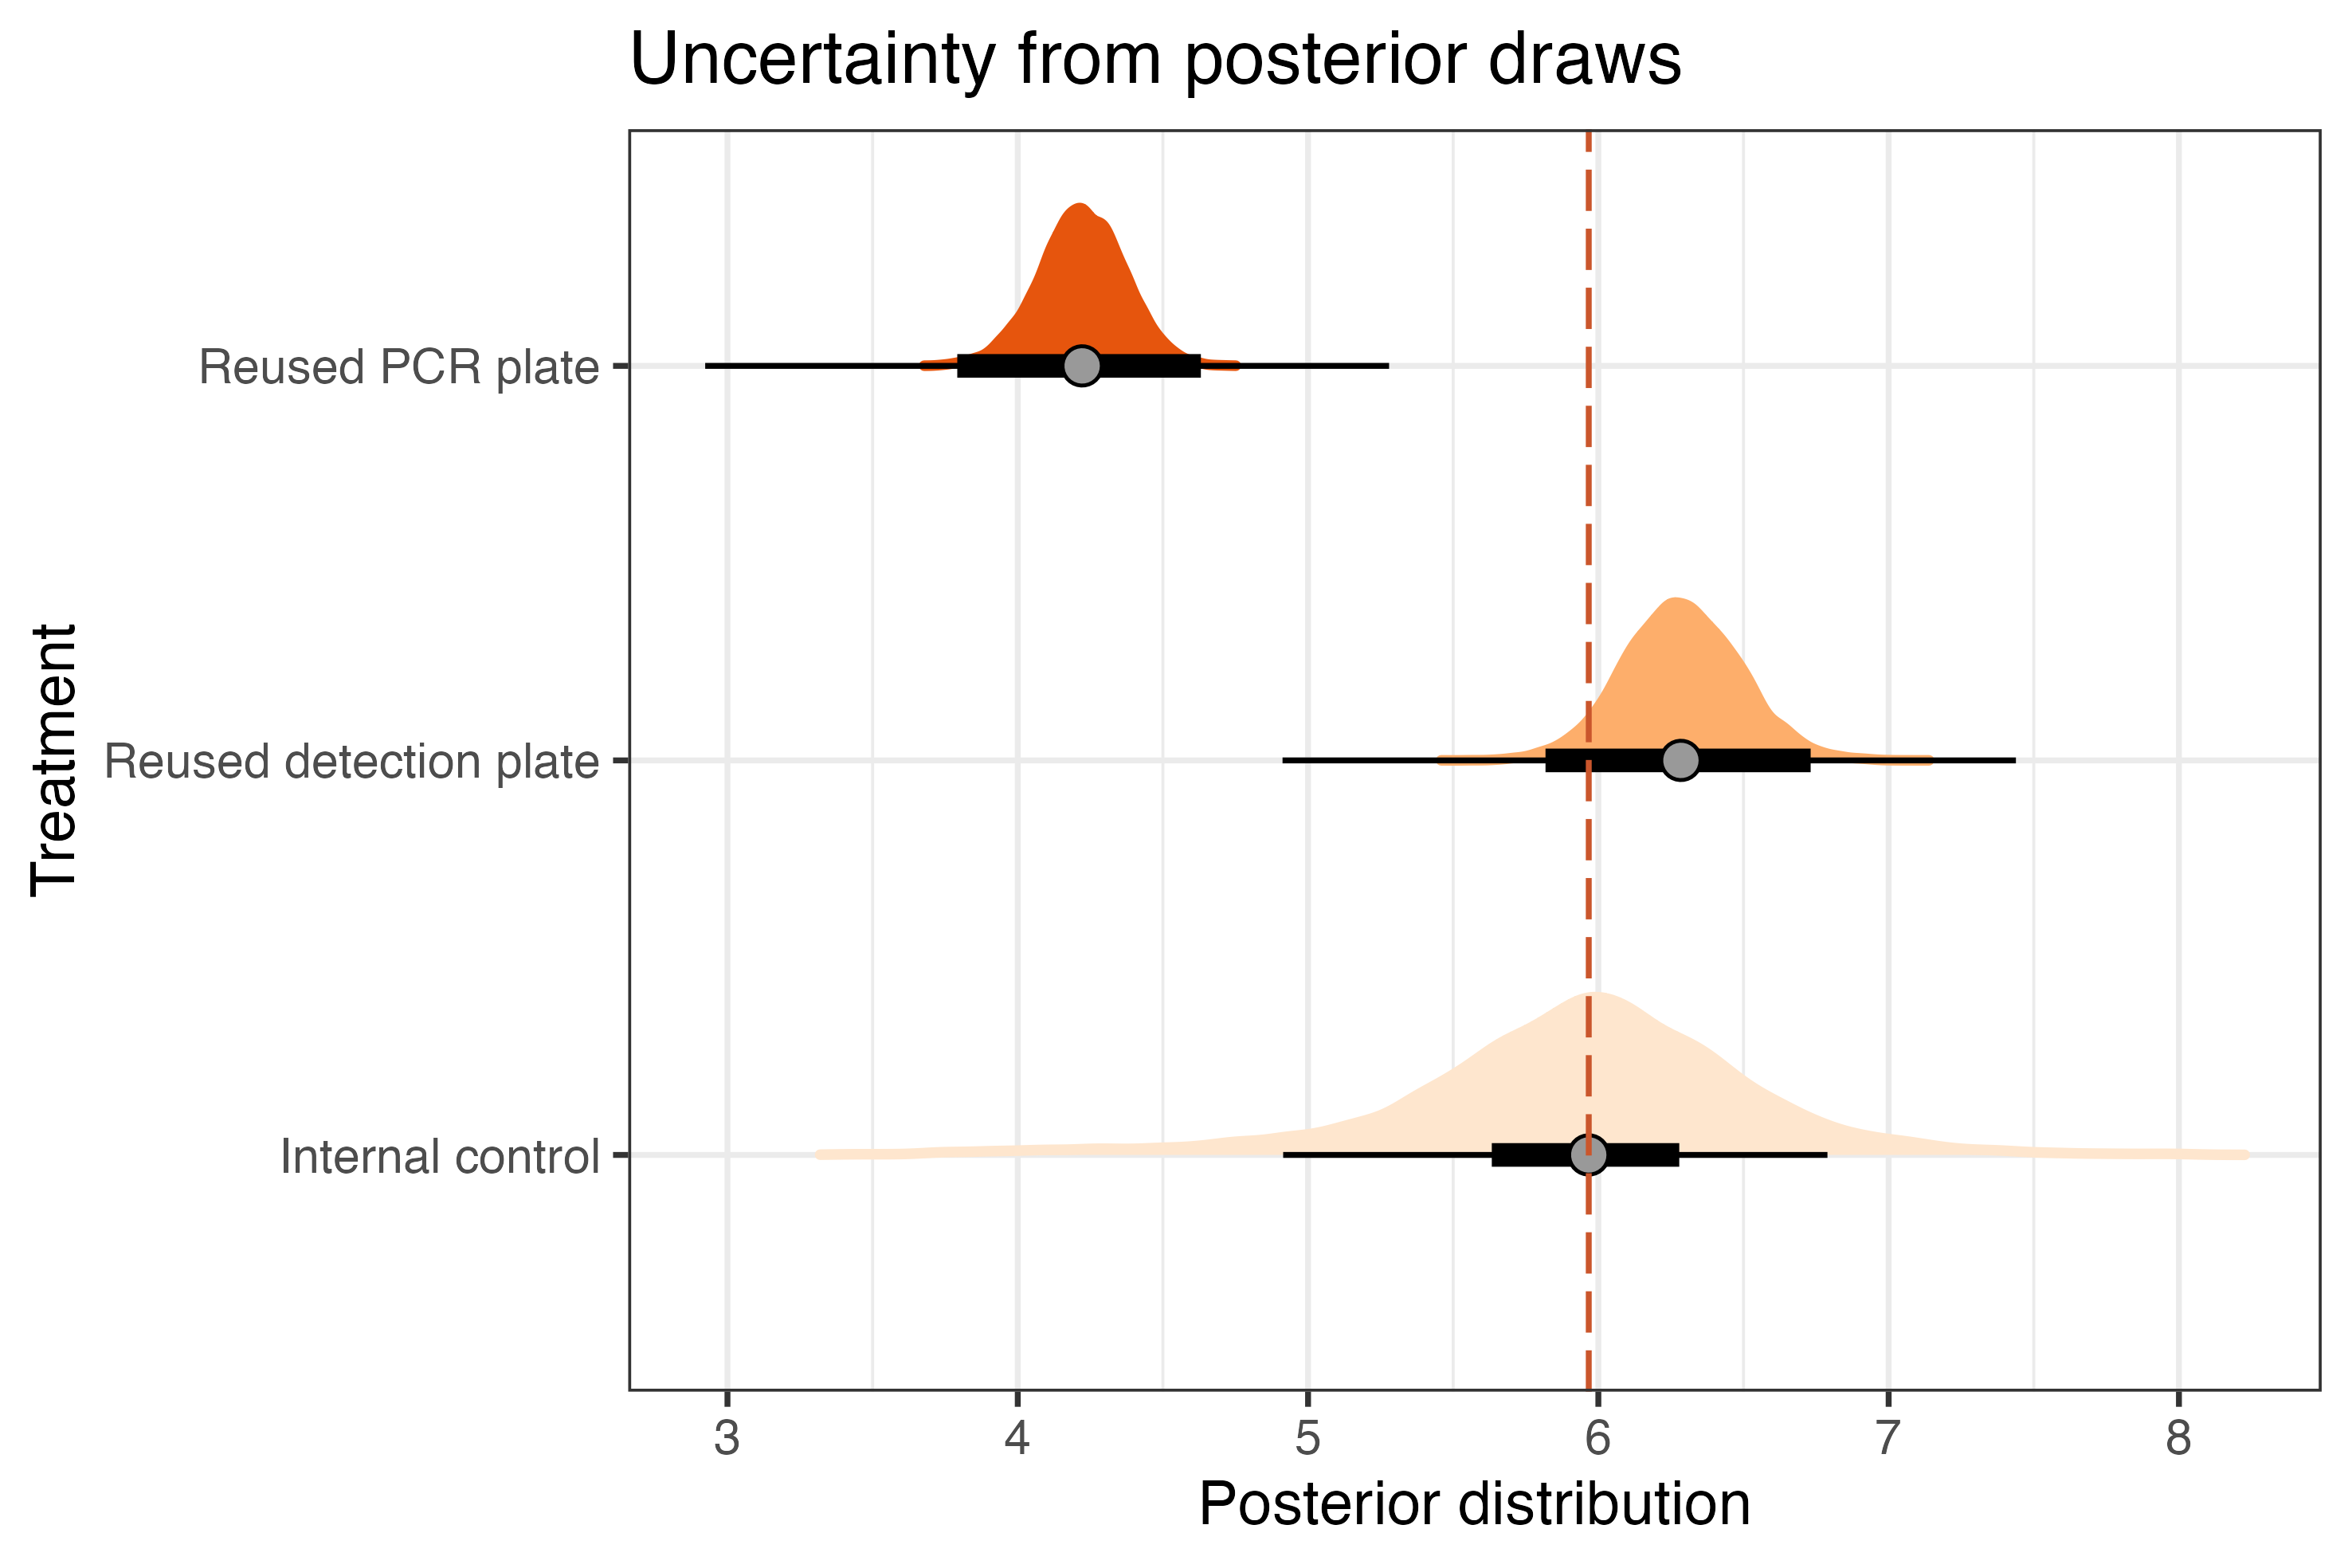 Uncertainty from posterior draws
Treatment
Reused PCR plate
Reused detection plate
Internal control
3 4 5 6 7 8
Posterior distribution